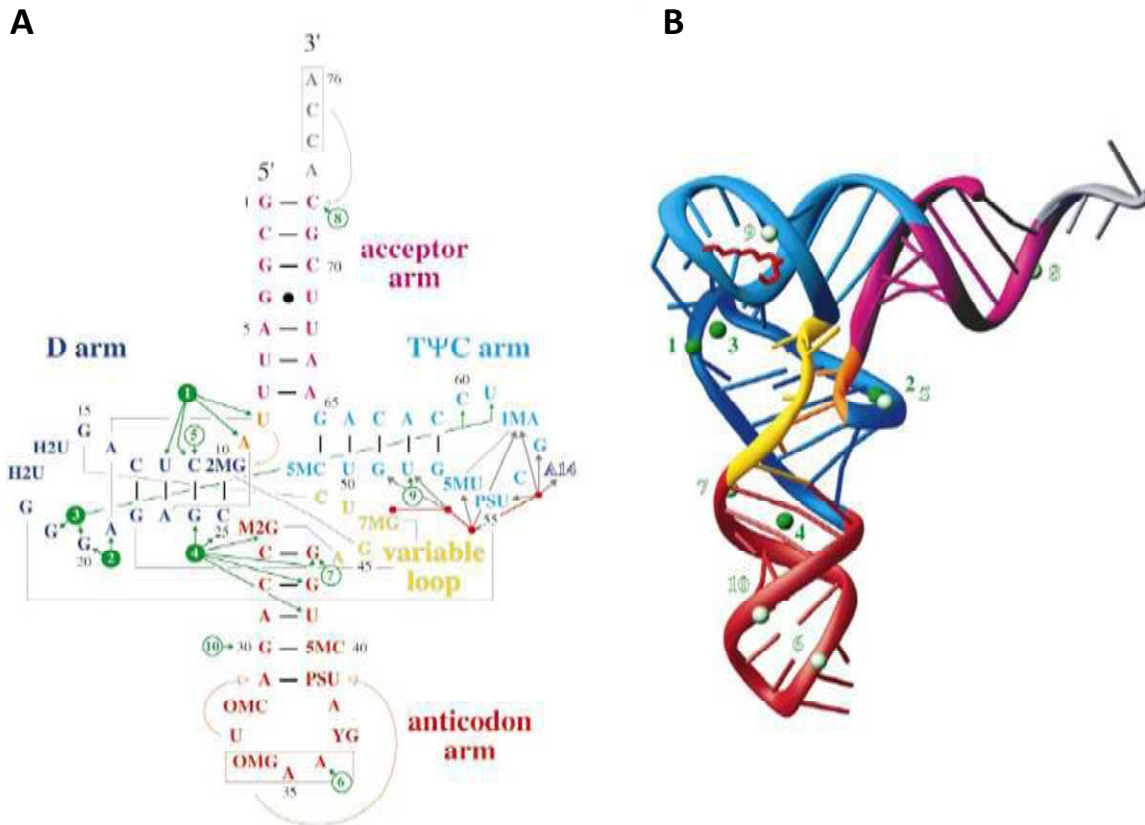 A
B
3'
A 76
C
C
A
5'
1 G C
8
C G
acceptor
arm
G C 70
G U
5 A U
U A
U A
D arm
TΨC arm
1
60
C U
15
G A
U
65
G A C A C
1MA
H2U
5
A
10
G
H2U
C U C 2MG
5MC U G U G
A14
50
C
5MU
C
PSU
9
G
G A G C
25
U
55
G 3 A
7MG
G
20
2
4
M2G
variable
loop
C G A G
45
7
C G
A U
10 30 G 5MC 40
A PSU
OMC A
anticodon
arm
U YG
OMG A A
6
35
9
8
1
3
2
5
7
4
10
6